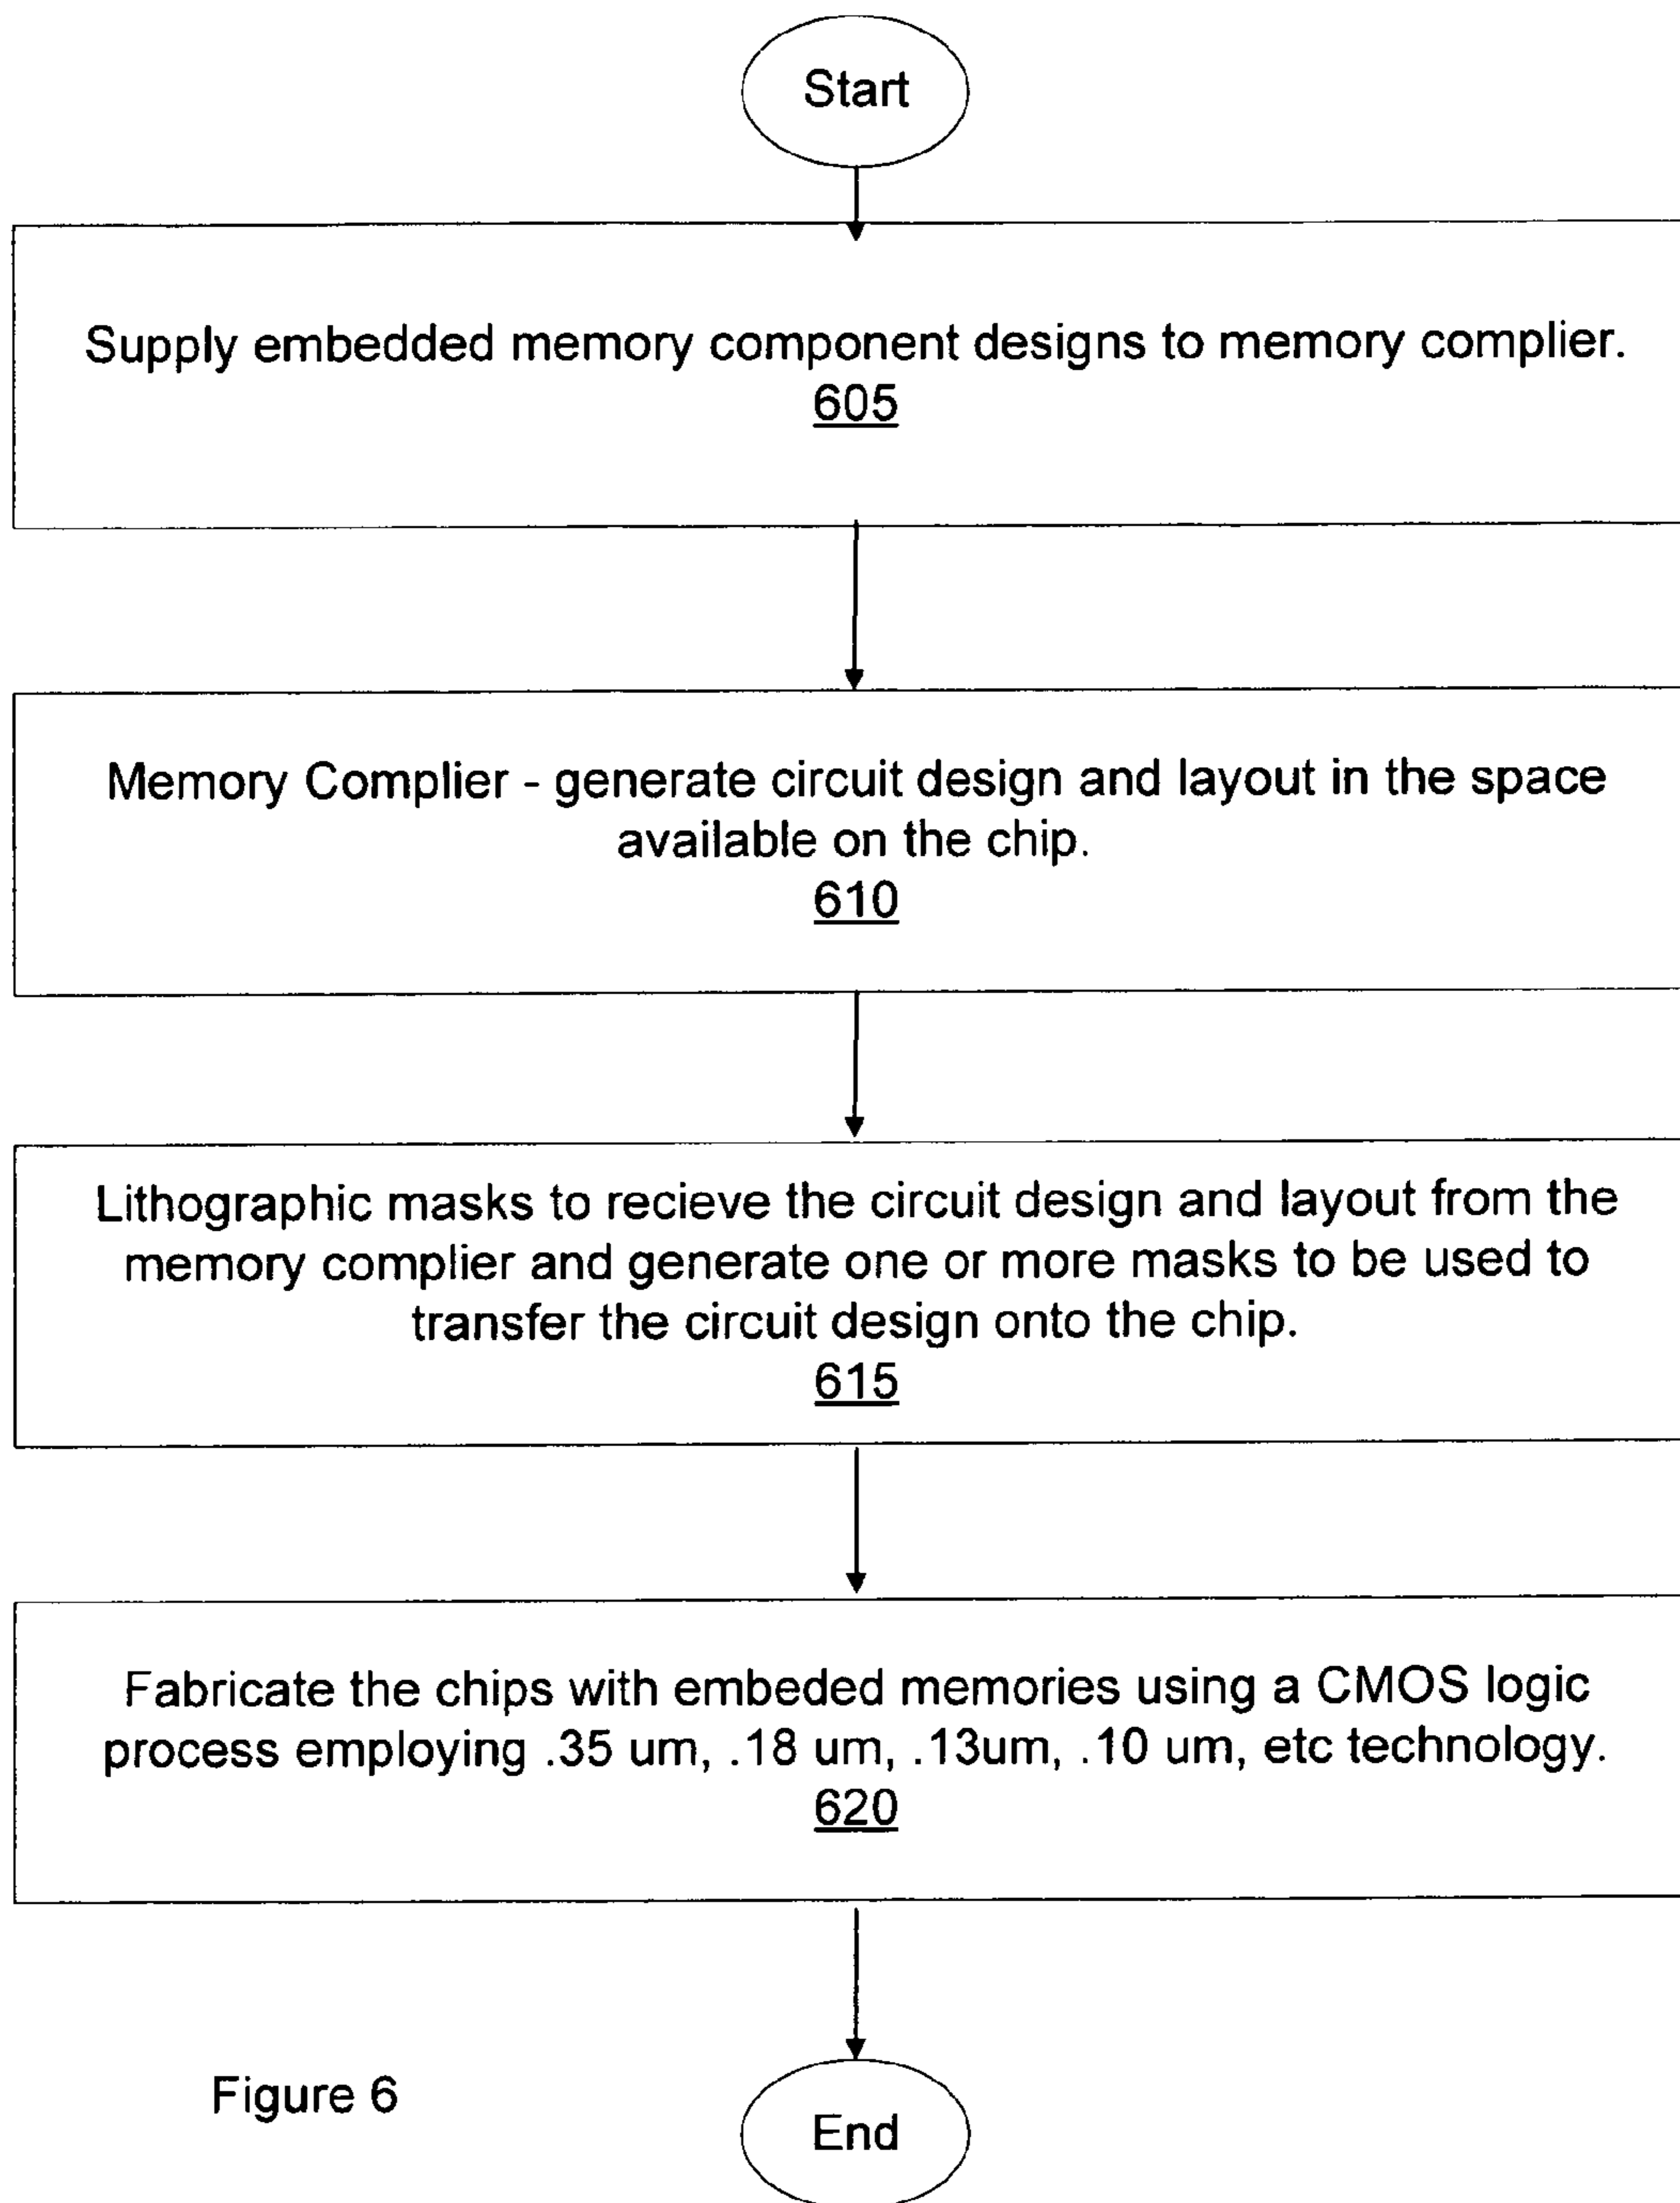 Start
Supply embedded memory component designs to memory complier.
605
Memory Complier - generate circuit design and layout in the space
available on the chip.
610
Lithographic masks to recieve the circuit design and layout from the
memory complier and generate one or more masks to be used to
transfer the circuit design onto the chip.
615
Fabricate the chips with embeded memories using a CMOS logic
process employing .35 um, .18 um, .13um, .10 um, etc technology.
620
Figure 6
End